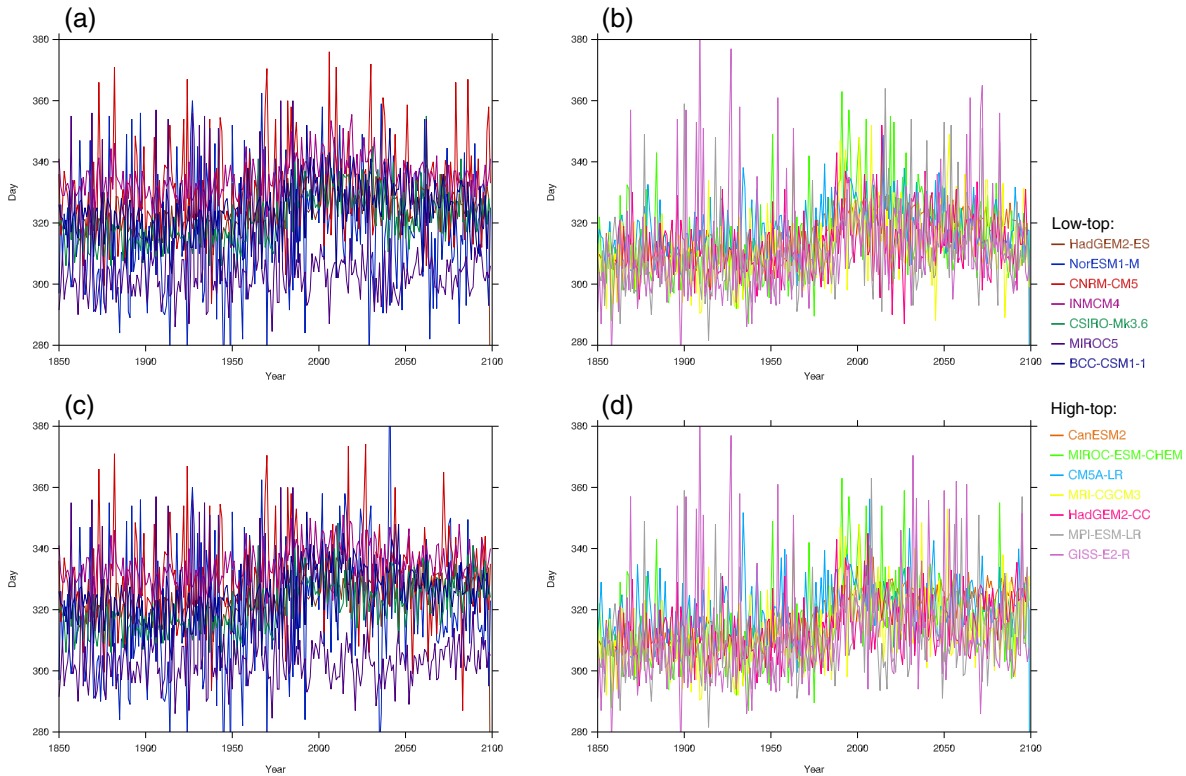 (a)
380
360
340
320
300
280
Day
1850 1900 1950 2000 2050 2100
Year
(b)
380
360
340
320
300
280
Day
1850 1900 1950 2000 2050 2100
Year
Low-top:
HadGEM2-ES
NorESM1-M
CNRM-CM5
INMCM4
CSIRO-Mk3.6
MIROC5
BCC-CSM1-1
(c)
380
360
340
320
300
280
Day
1850 1900 1950 2000 2050 2100
Year
(d)
380
360
340
320
300
280
Day
1850 1900 1950 2000 2050 2100
Year
High-top:
CanESM2
MIROC-ESM-CHEM
CM5A-LR
MRI-CGCM3
HadGEM2-CC
MPI-ESM-LR
GISS-E2-R